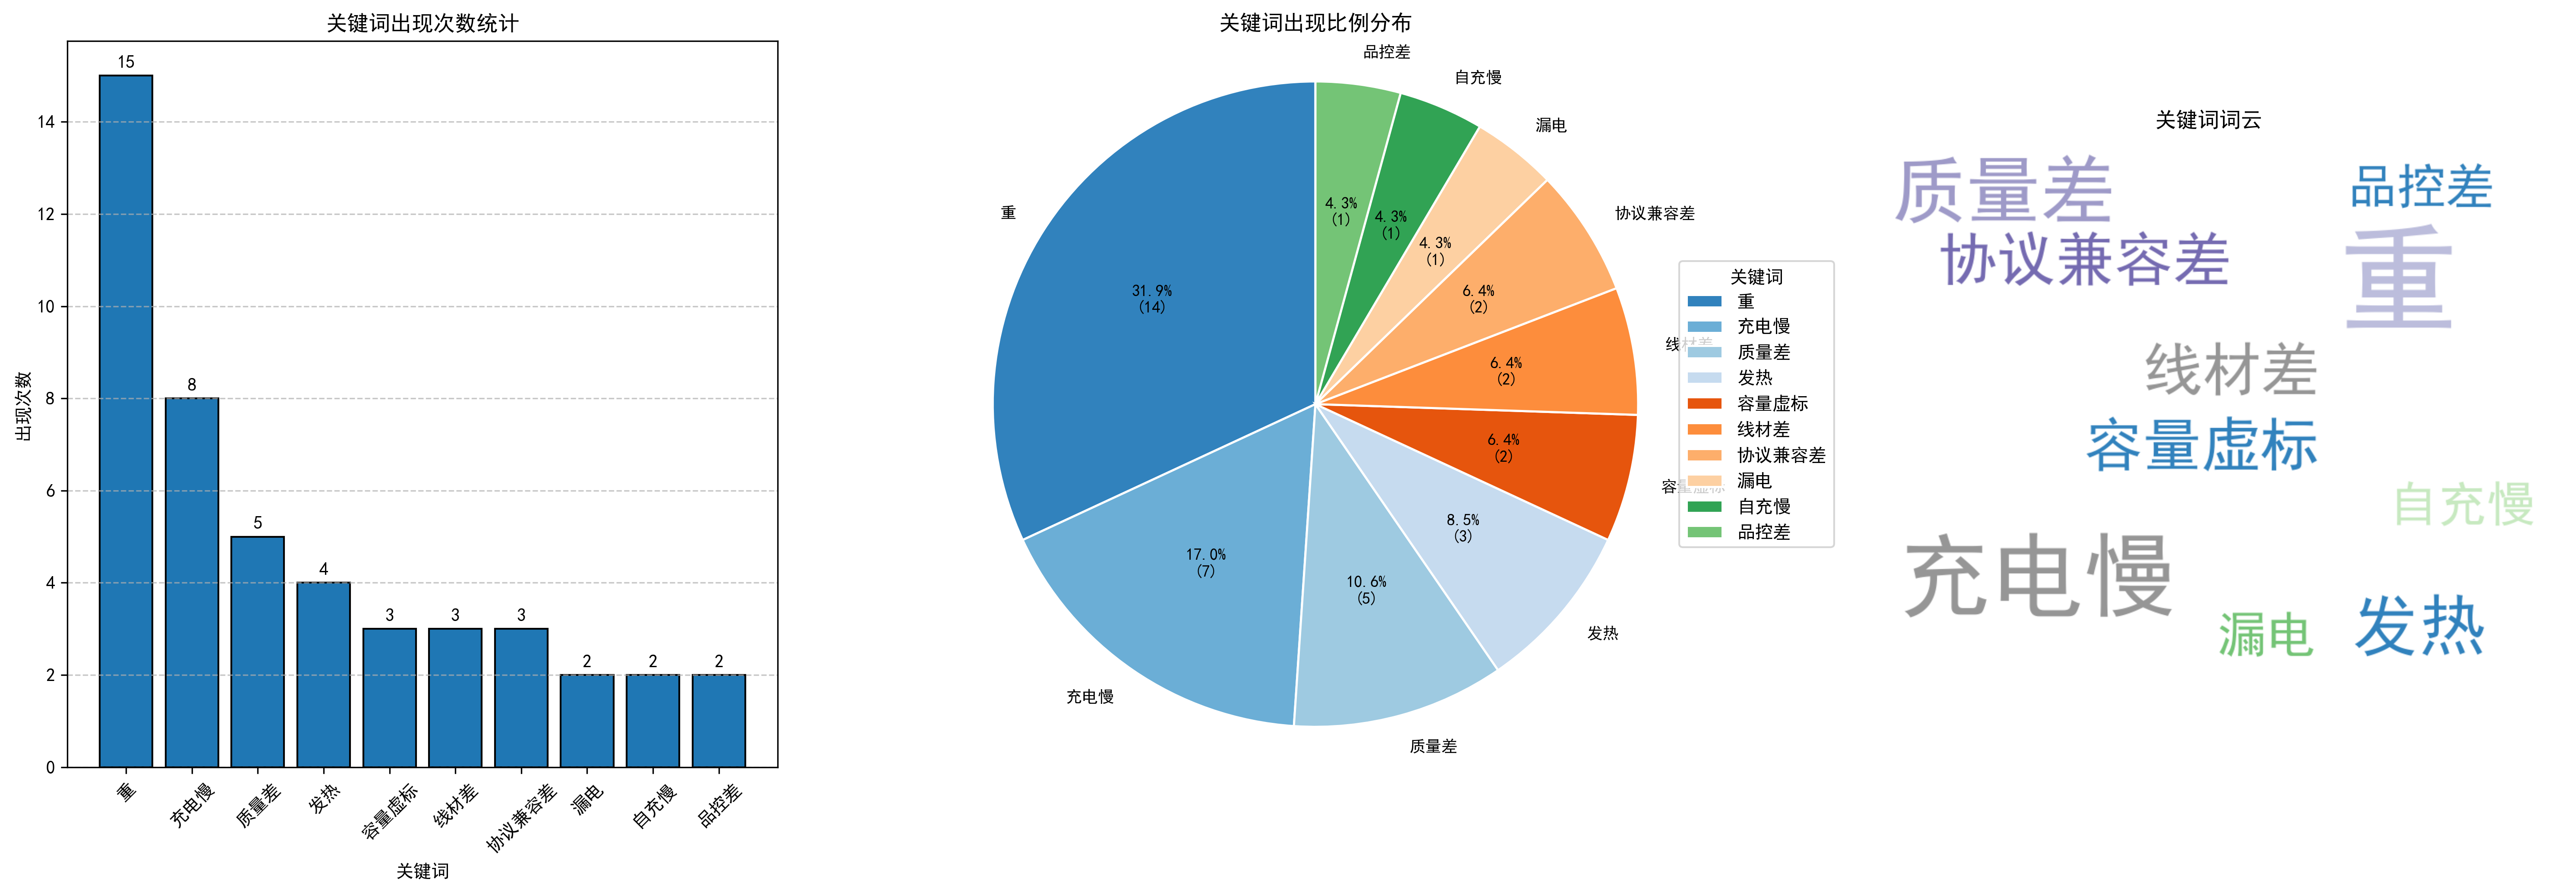 关键词出现次数统计
出现次数
14
12
10
8
6
4
2
0
15
8
5
4
3
3
3
2
2
2
重
充电慢
质量差
发热
容量虚标
线材差
协议兼容差
漏电
自充慢
品控差
关键词
关键词出现比例分布
品控差
自充慢
漏电
协议兼容差
线材差
容量虚标
发热
质量差
充电慢
重
4.3%
(1)
4.3%
(1)
4.3%
(1)
6.4%
(2)
6.4%
(2)
6.4%
(2)
8.5%
(3)
10.6%
(5)
17.0%
(7)
31.9%
(14)
关键词
重
充电慢
质量差
发热
容量虚标
线材差
协议兼容差
漏电
自充慢
品控差
关键词词云
质量差
品控差
协议兼容差
重
线材差
容量虚标
自充慢
充电慢
漏电
发热